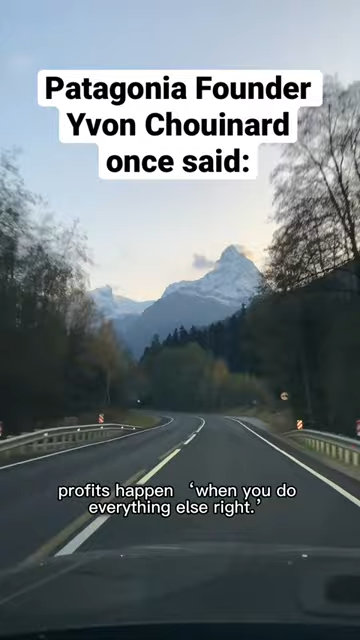 Patagonia Founder
Yvon Chouinard
once said:
profits happen ‘when you do
everything else right.’